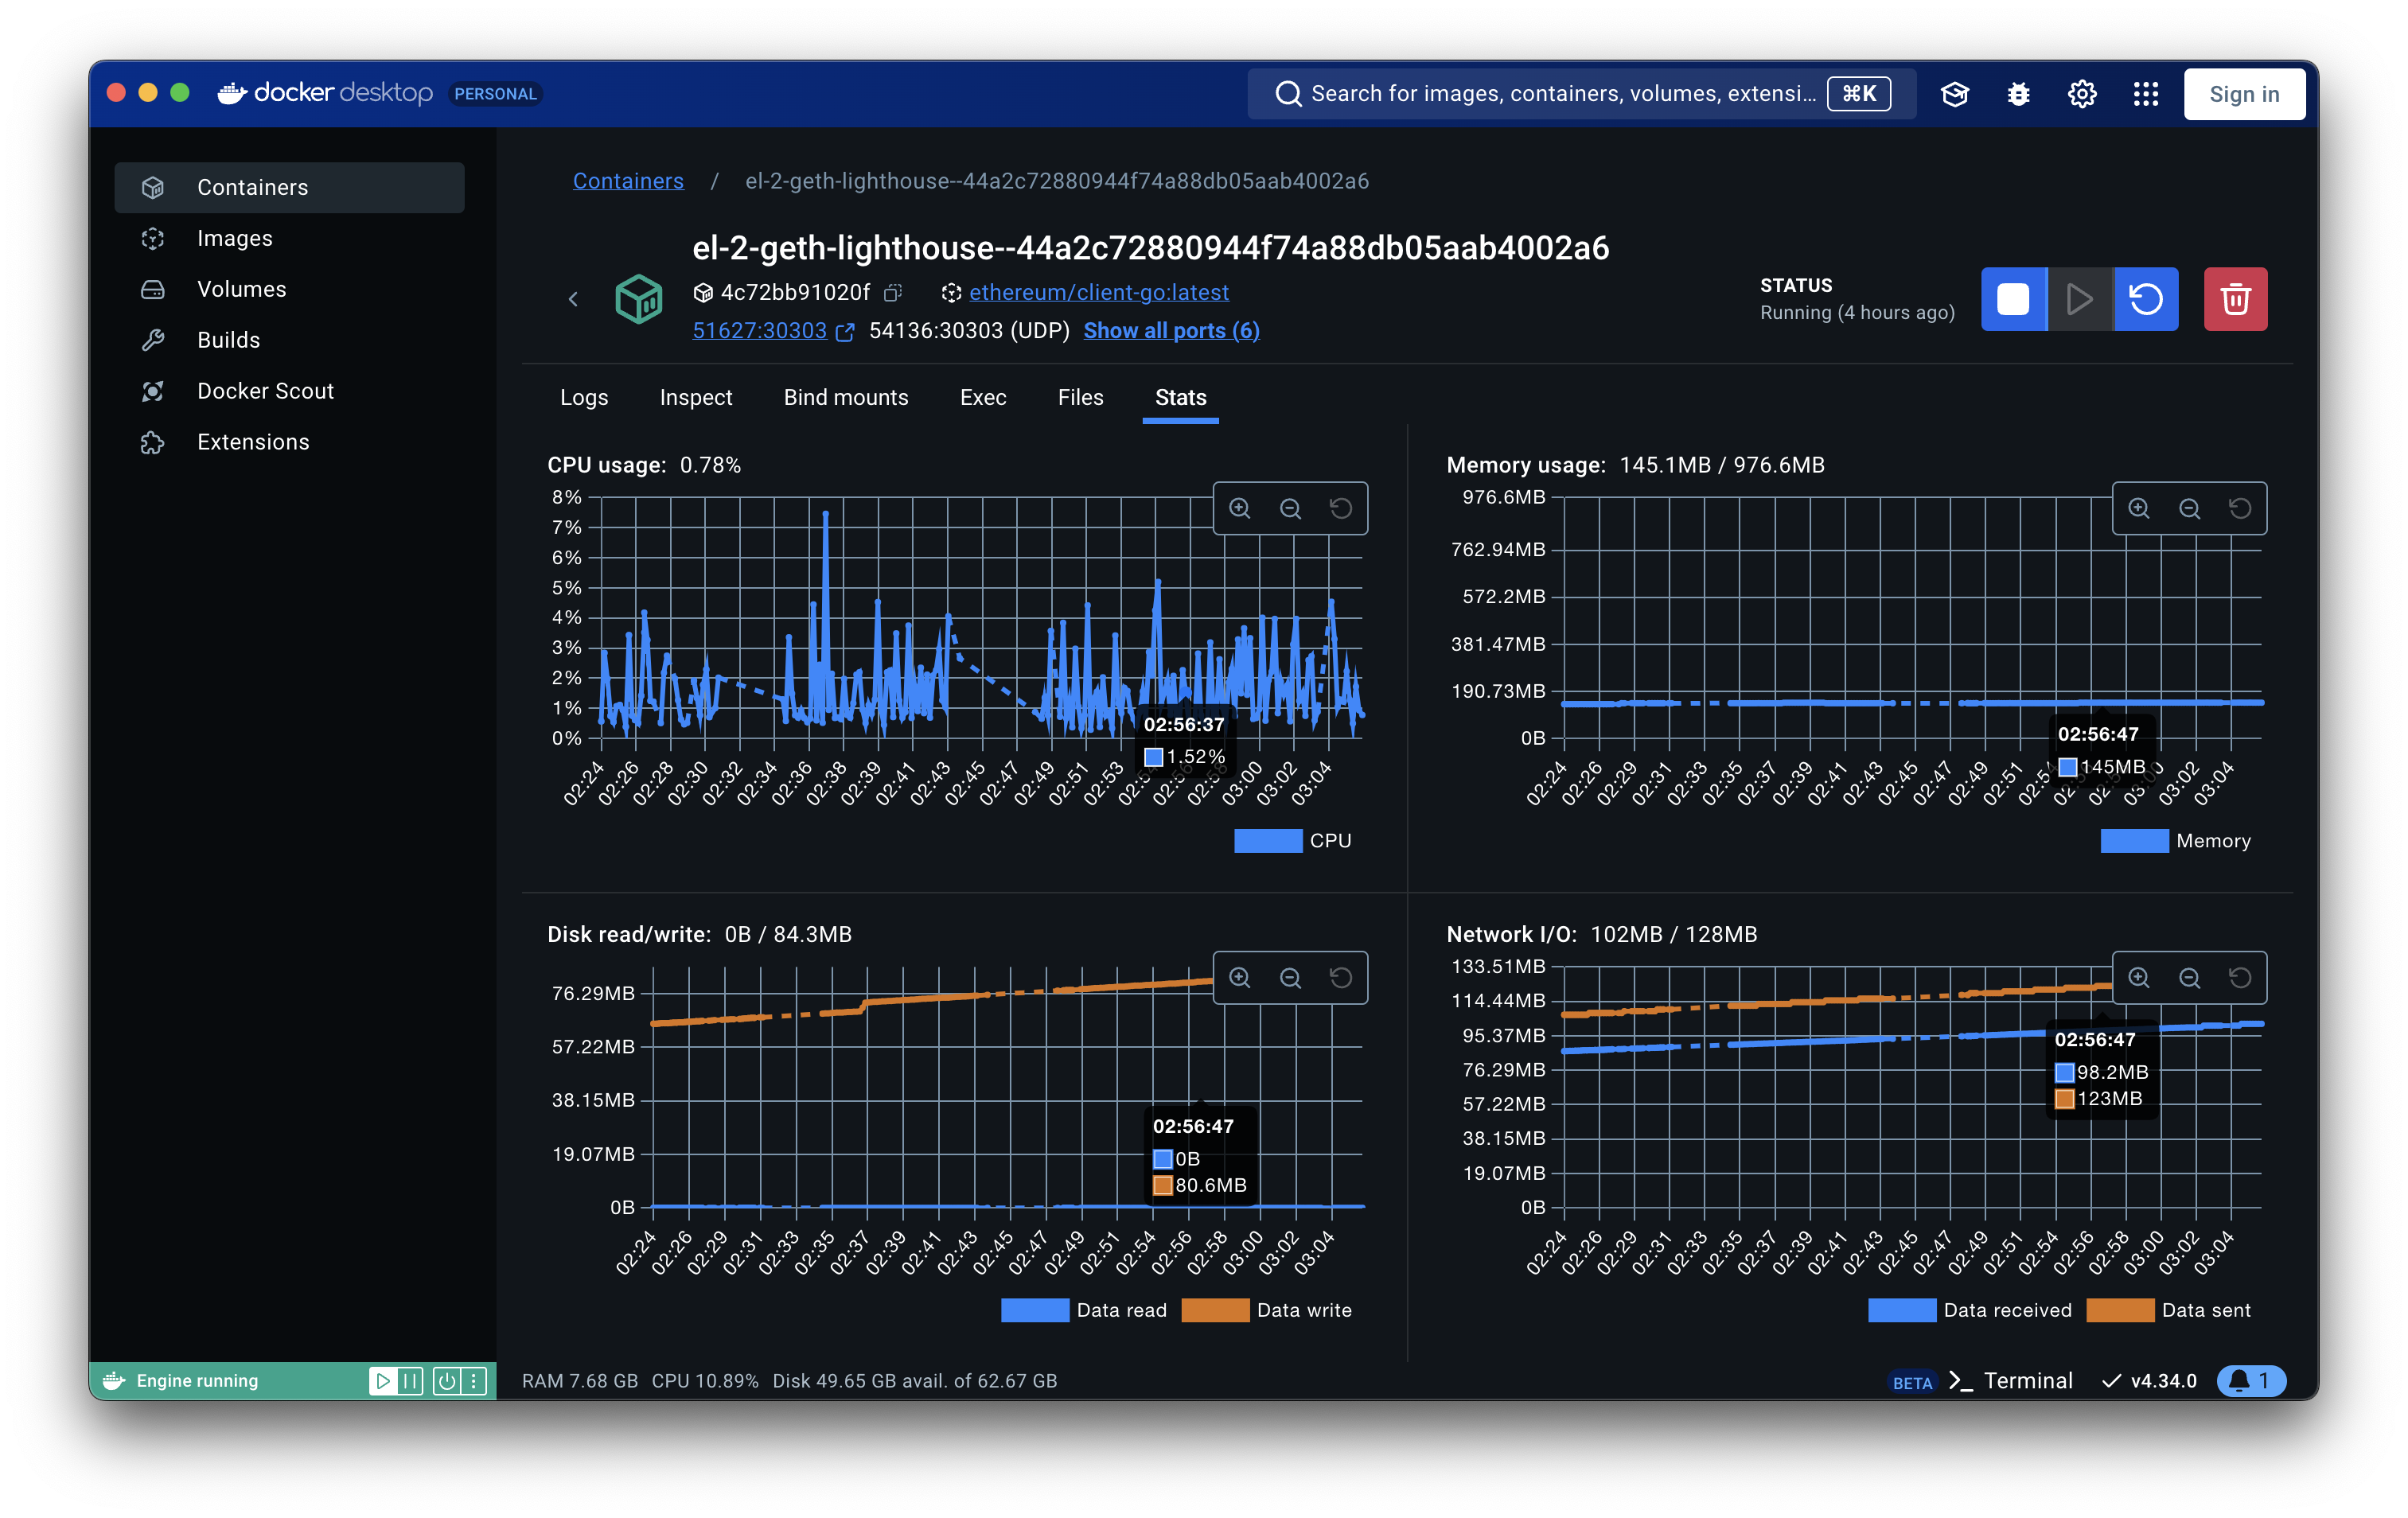 docker desktop PERSONAL
Search for images, containers, volumes, extensi... ⌘K
Sign in
Containers
Images
Volumes
Builds
Docker Scout
Extensions
Containers / el-2-geth-lighthouse--44a2c72880944f74a88db05aab4002a6
el-2-geth-lighthouse--44a2c72880944f74a88db05aab4002a6
4c72bb91020f ethereum/client-go:latest
51627:30303 54136:30303 (UDP) Show all ports (6)
STATUS
Running (4 hours ago)
Logs Inspect Bind mounts Exec Files Stats
CPU usage: 0.78%
8%
7%
6%
5%
4%
3%
2%
1%
0%
02:56:37
1.52%
02:24 02:26 02:28 02:30 02:32 02:34 02:36 02:38 02:39 02:41 02:43 02:45 02:47 02:49 02:51 02:53 02:54 02:56 02:58 03:00 03:02 03:04
CPU
Memory usage: 145.1MB / 976.6MB
976.6MB
762.94MB
572.2MB
381.47MB
190.73MB
0B
02:56:47
145MB
02:24 02:26 02:29 02:31 02:33 02:35 02:37 02:39 02:41 02:43 02:45 02:47 02:49 02:51 03:02 03:04
Memory
Disk read/write: 0B / 84.3MB
76.29MB
57.22MB
38.15MB
19.07MB
0B
02:56:47
0B
80.6MB
02:24 02:26 02:29 02:31 02:33 02:35 02:37 02:39 02:41 02:43 02:45 02:47 02:49 02:51 02:54 02:56 02:58 03:00 03:02 03:04
Data read Data write
Network I/O: 102MB / 128MB
133.51MB
114.44MB
95.37MB
76.29MB
57.22MB
38.15MB
19.07MB
0B
02:56:47
98.2MB
123MB
02:24 02:26 02:29 02:31 02:33 02:35 02:37 02:39 02:41 02:43 02:45 02:47 02:49 02:51 02:54 02:56 02:58 03:00 03:02 03:04
Data received Data sent
Engine running
RAM 7.68 GB CPU 10.89% Disk 49.65 GB avail. of 62.67 GB
BETA Terminal v4.34.0 1